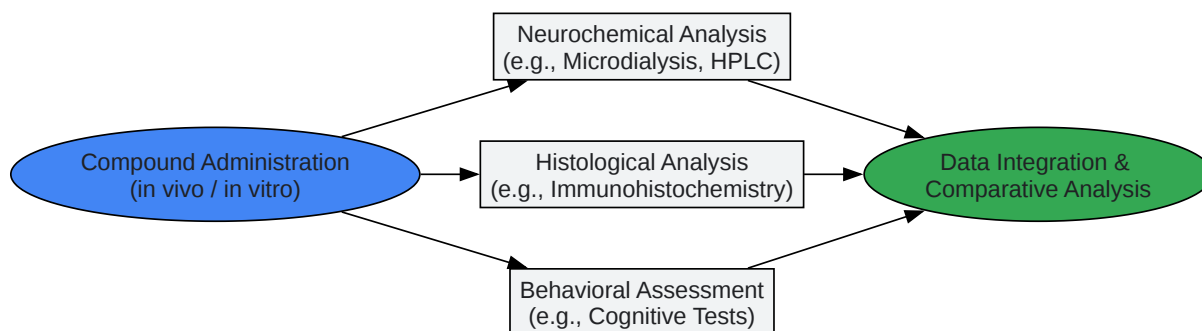 Neurochemical Analysis
(e.g., Microdialysis, HPLC)
Compound Administration
(in vivo / in vitro)
Histological Analysis
(e.g., Immunohistochemistry)
Data Integration &
Comparative Analysis
Behavioral Assessment
(e.g., Cognitive Tests)